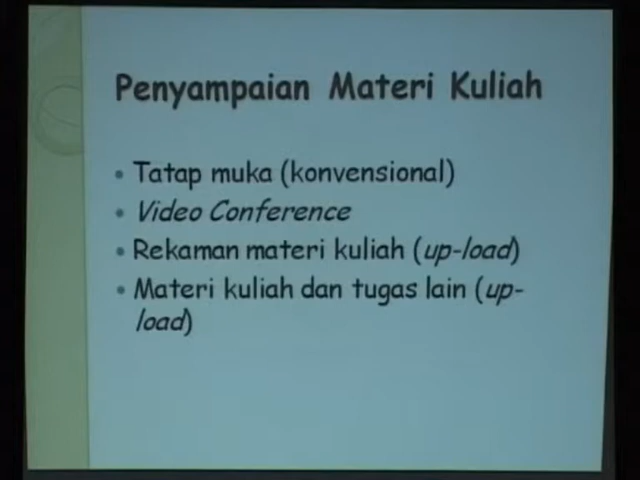 Penyampaian Materi Kuliah
• Tatap muka (konvensional)
• Video Conference
• Rekaman materi kuliah (up-load)
• Materi kuliah dan tugas lain (up-
load)